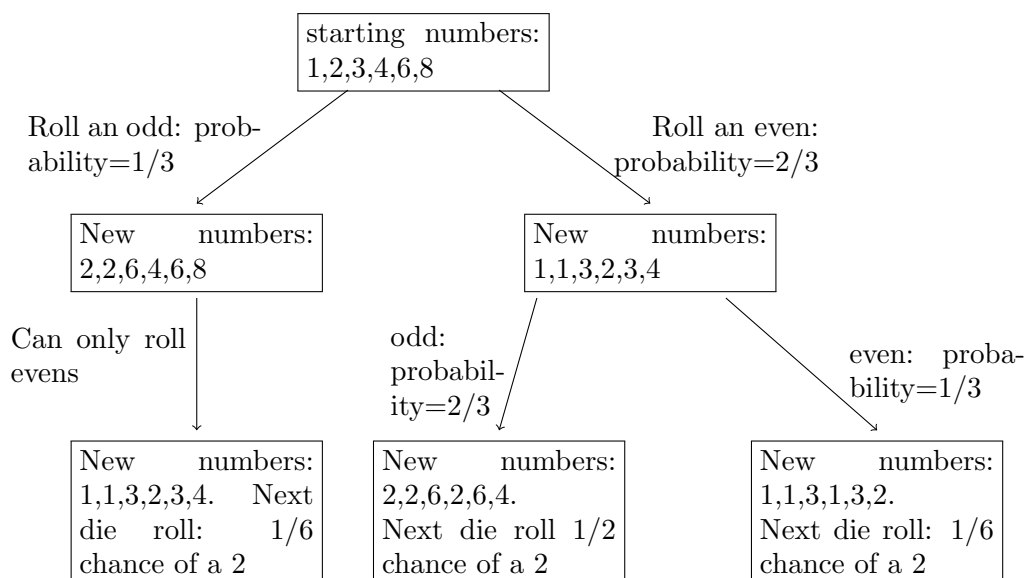 starting numbers:
1,2,3,4,6,8
Roll an odd: prob-
ability=1/3
Roll an even:
probability=2/3
New numbers:
2,2,6,4,6,8
New numbers:
1,1,3,2,3,4
Can only roll
evens
odd:
probabil-
ity=2/3
even: proba-
bility=1/3
New numbers:
1,1,3,2,3,4. Next
die roll: 1/6
chance of a 2
New numbers:
2,2,6,2,6,4.
Next die roll 1/2
chance of a 2
New numbers:
1,1,3,1,3,2.
Next die roll: 1/6
chance of a 2